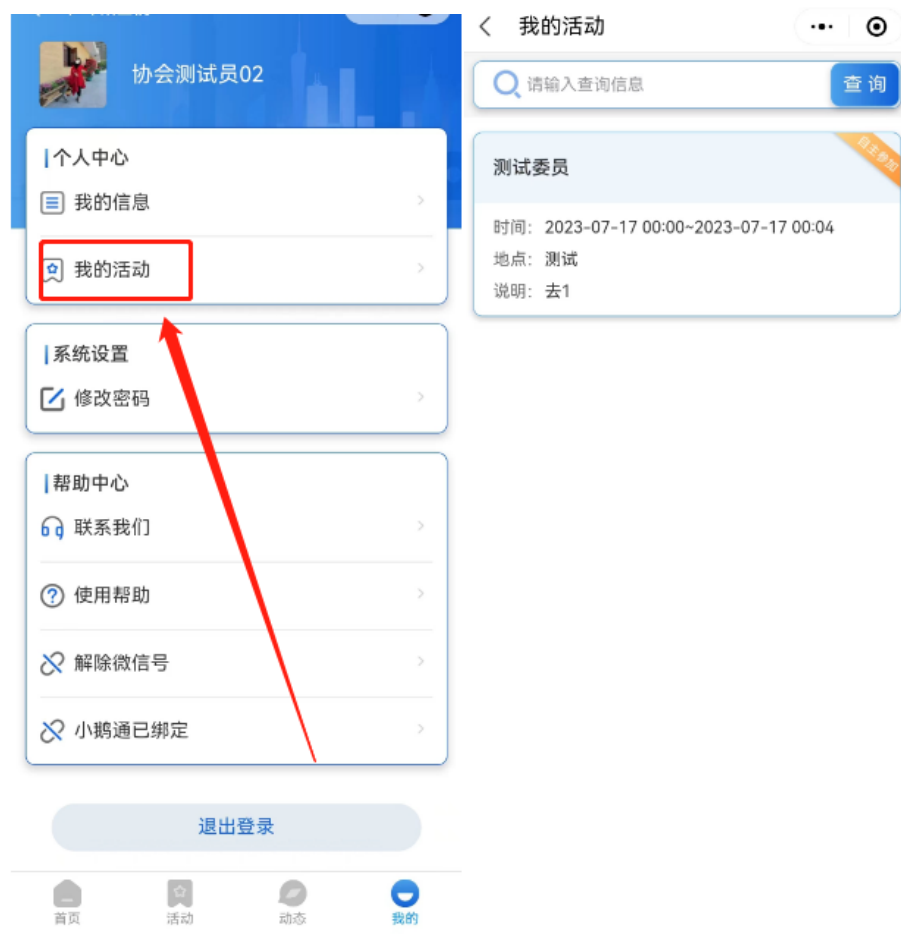 协会测试员02
个人中心
我的信息
我的活动
系统设置
修改密码
帮助中心
联系我们
使用帮助
解除微信号
小鹅通已绑定
退出登录
首页
活动
动态
我的
我的活动
请输入查询信息
查询
自主参加
测试委员
时间: 2023-07-17 00:00~2023-07-17 00:04
地点: 测试
说明: 去1